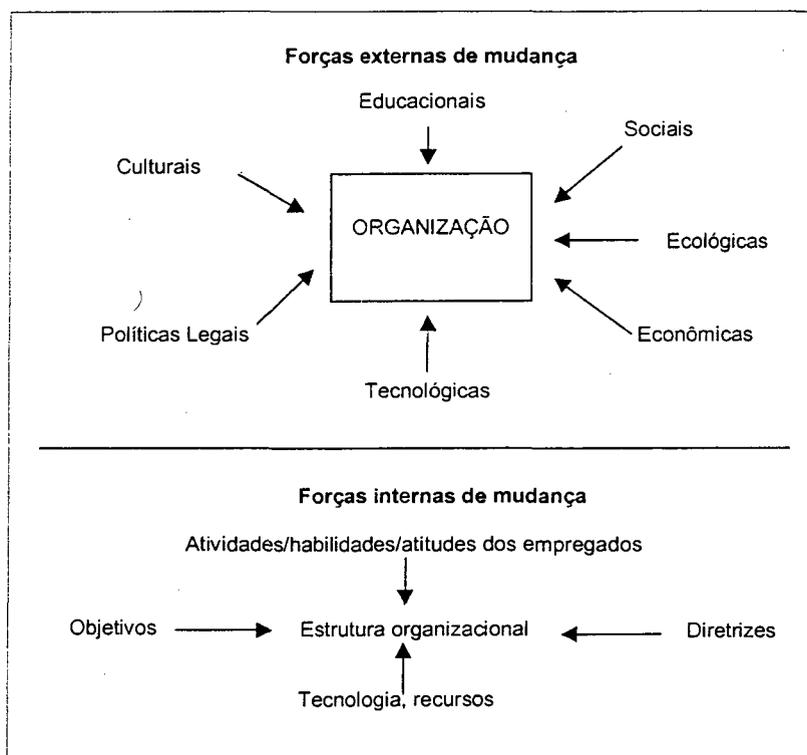 Forças externas de mudança
Educacionais
Sociais
Culturais
ORGANIZAÇÃO
Ecológicas
Políticas Legais
Econômicas
Tecnológicas
Forças internas de mudança
Atividades/habilidades/atitudes dos empregados
Objetivos
Estrutura organizacional
Diretrizes
Tecnologia, recursos